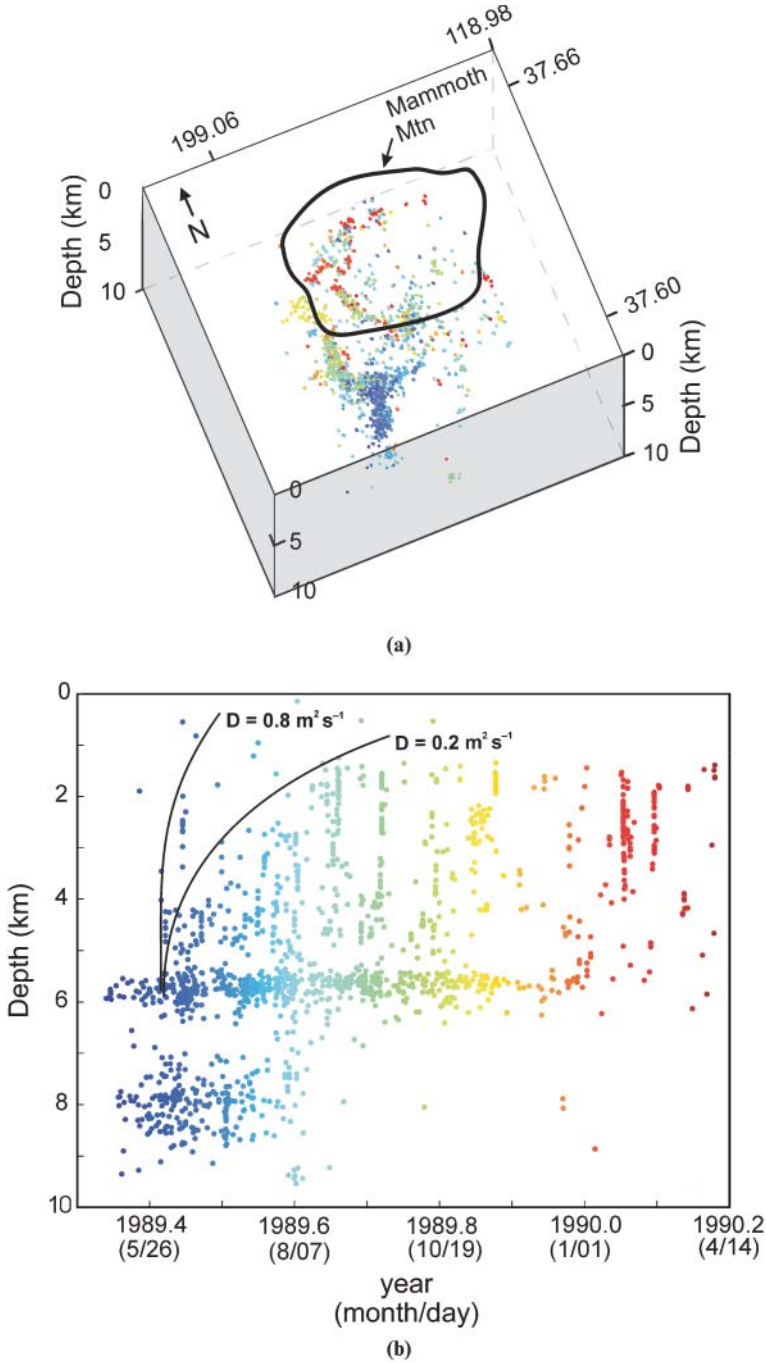 118.98
37.66
Mammoth
Mtn
199.06
0
5
10
Depth (km)
N
37.60
0
5
10
Depth (km)
0
5
10
(a)
0
2
4
6
8
10
Depth (km)
D = 0.8 m² s⁻¹
D = 0.2 m² s⁻¹
1989.4 1989.6 1989.8 1990.0 1990.2
(5/26) (8/07) (10/19) (1/01) (4/14)
year
(month/day)
(b)